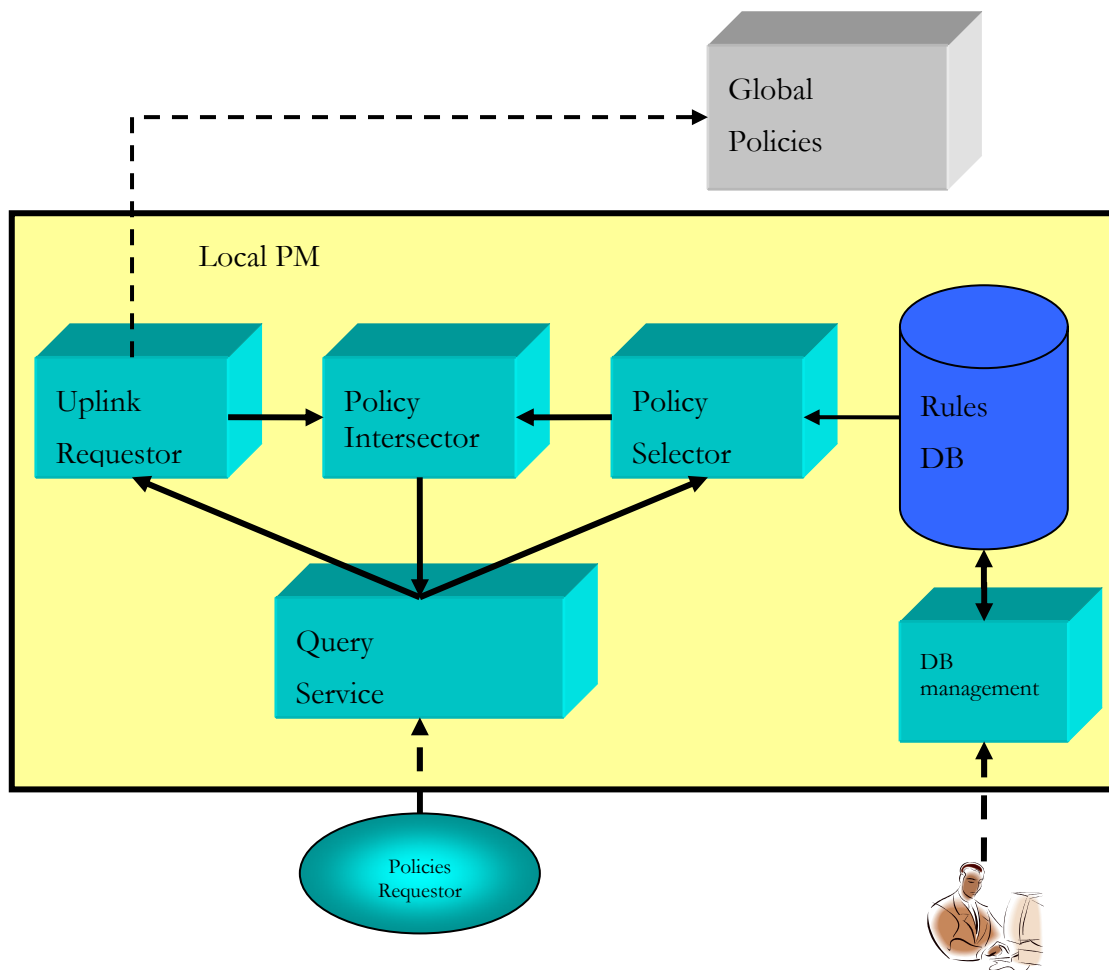 Global
Policies
Local PM
Uplink
Requestor
Policy
Intersector
Policy
Selector
Rules
DB
Query
Service
DB
management
Policies
Requestor